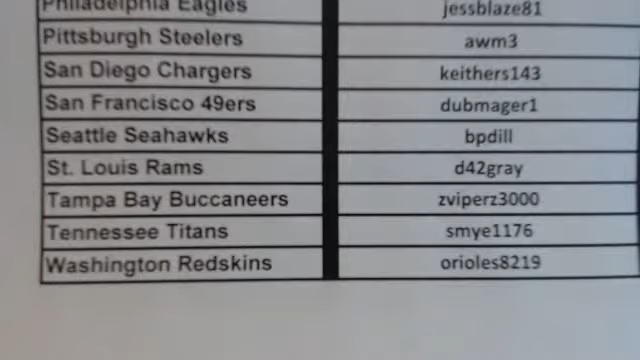 Philadelphia Eagles jessblaze81
Pittsburgh Steelers awm3
San Diego Chargers keithers143
San Francisco 49ers dubmager1
Seattle Seahawks bpdill
St. Louis Rams d42gray
Tampa Bay Buccaneers zviperz3000
Tennessee Titans smye1176
Washington Redskins orioles8219